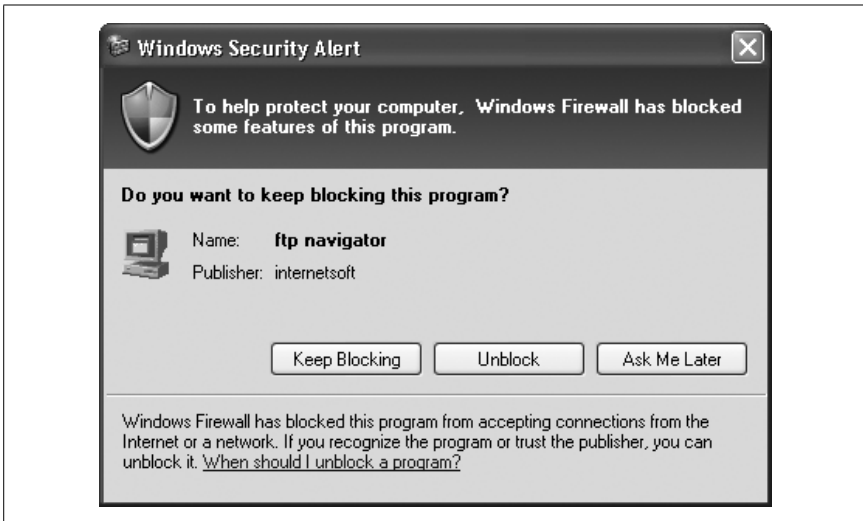 Windows Security Alert
To help protect your computer, Windows Firewall has blocked
some features of this program.
Do you want to keep blocking this program?
Name: ftp navigator
Publisher: internetsoft
Keep Blocking Unblock Ask Me Later
Windows Firewall has blocked this program from accepting connections from the
Internet or a network. If you recognize the program or trust the publisher, you can
unblock it. When should I unblock a program?